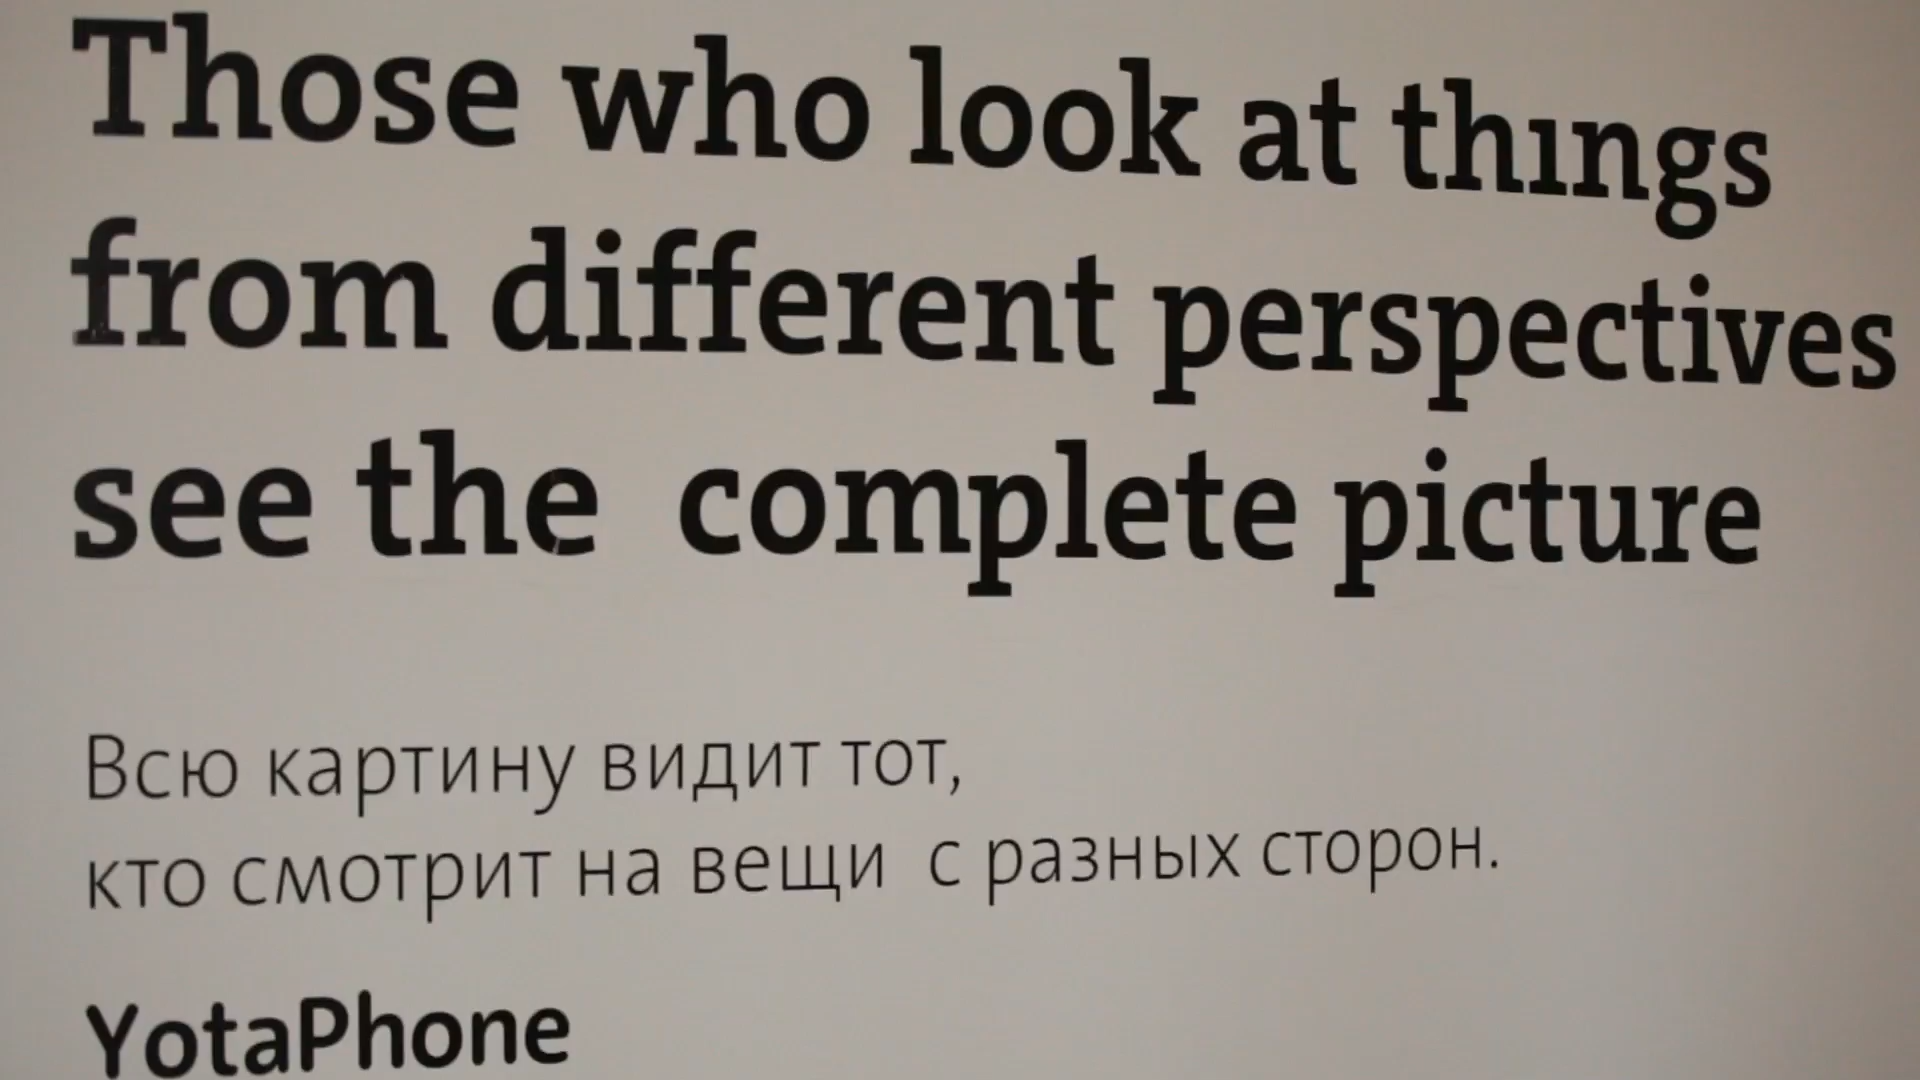 Those who look at things
from different perspectives
see the complete picture
Всю картину видит тот,
кто смотрит на вещи с разных сторон.
YotaPhone